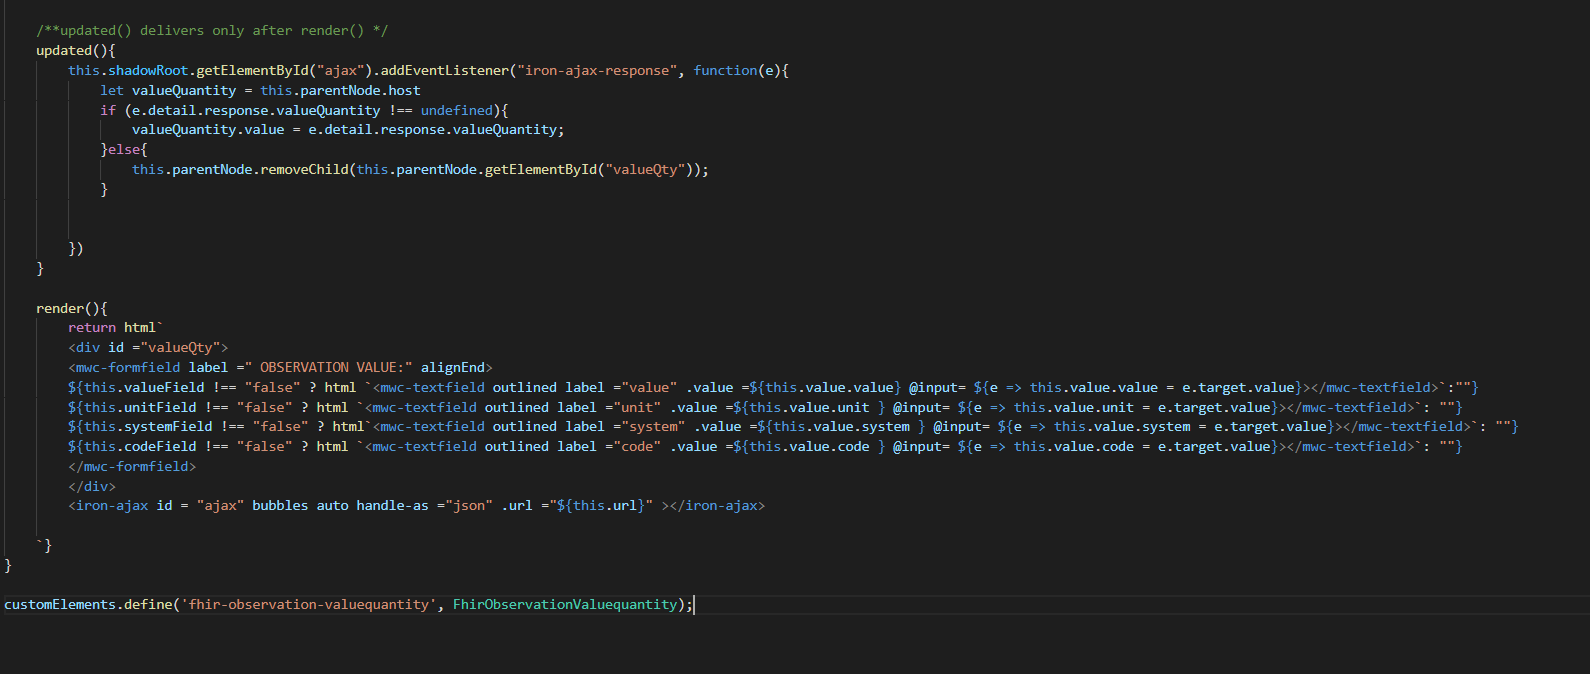 /**updated() delivers only after render() */
updated(){
this.shadowRoot.getElementById("ajax").addEventListener("iron-ajax-response", function(e){
let valueQuantity = this.parentNode.host
if (e.detail.response.valueQuantity !== undefined){
valueQuantity.value = e.detail.response.valueQuantity;
}else{
this.parentNode.removeChild(this.parentNode.getElementById("valueQty"));
}
})
}
render(){
return html`
<div id ="valueQty">
<mwc-formfield label =" OBSERVATION VALUE:" alignEnd>
${this.valueField !== "false" ? html `<mwc-textfield outlined label ="value" .value =${this.value.value} @input= ${e => this.value.value = e.target.value}></mwc-textfield>`:""}
${this.unitField !== "false" ? html `<mwc-textfield outlined label ="unit" .value =${this.value.unit } @input= ${e => this.value.unit = e.target.value}></mwc-textfield>`: ""}
${this.systemField !== "false" ? html`<mwc-textfield outlined label ="system" .value =${this.value.system } @input= ${e => this.value.system = e.target.value}></mwc-textfield>`: ""}
${this.codeField !== "false" ? html `<mwc-textfield outlined label ="code" .value =${this.value.code } @input= ${e => this.value.code = e.target.value}></mwc-textfield>`: ""}
</mwc-formfield>
</div>
<iron-ajax id = "ajax" bubbles auto handle-as ="json" .url ="${this.url}" ></iron-ajax>
`}
}
customElements.define('fhir-observation-valuequantity', FhirObservationValuequantity);